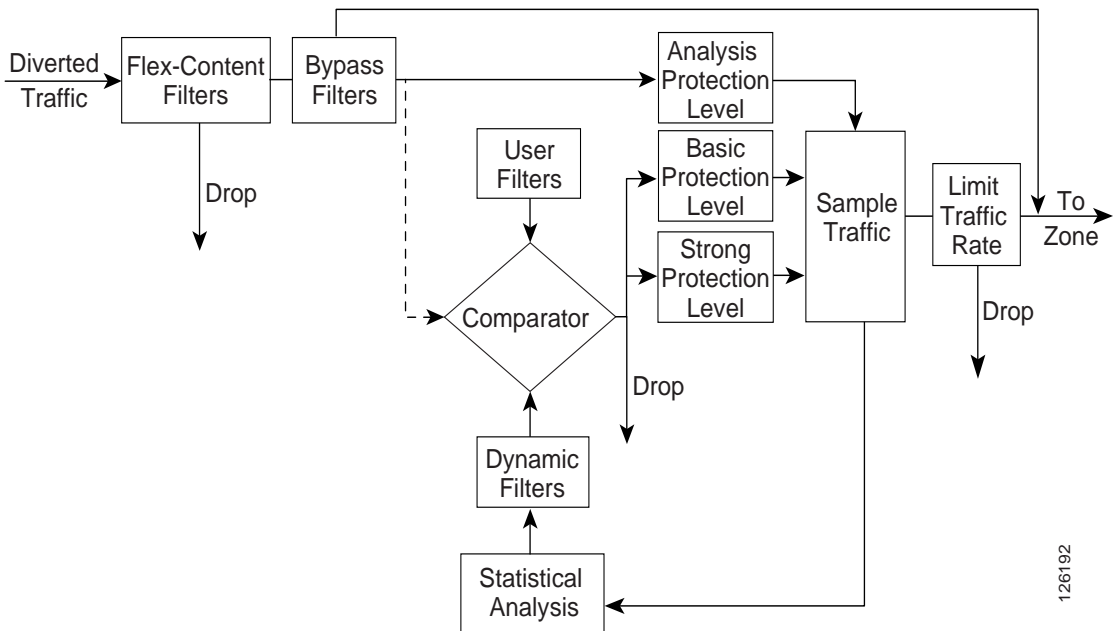 Diverted
Traffic
Flex-Content
Filters
Bypass
Filters
Analysis
Protection
Level
Drop
User
Filters
Basic
Protection
Level
Sample
Traffic
Limit
Traffic
Rate
To
Zone
Strong
Protection
Level
Comparator
Drop
Drop
Dynamic
Filters
Statistical
Analysis
126192